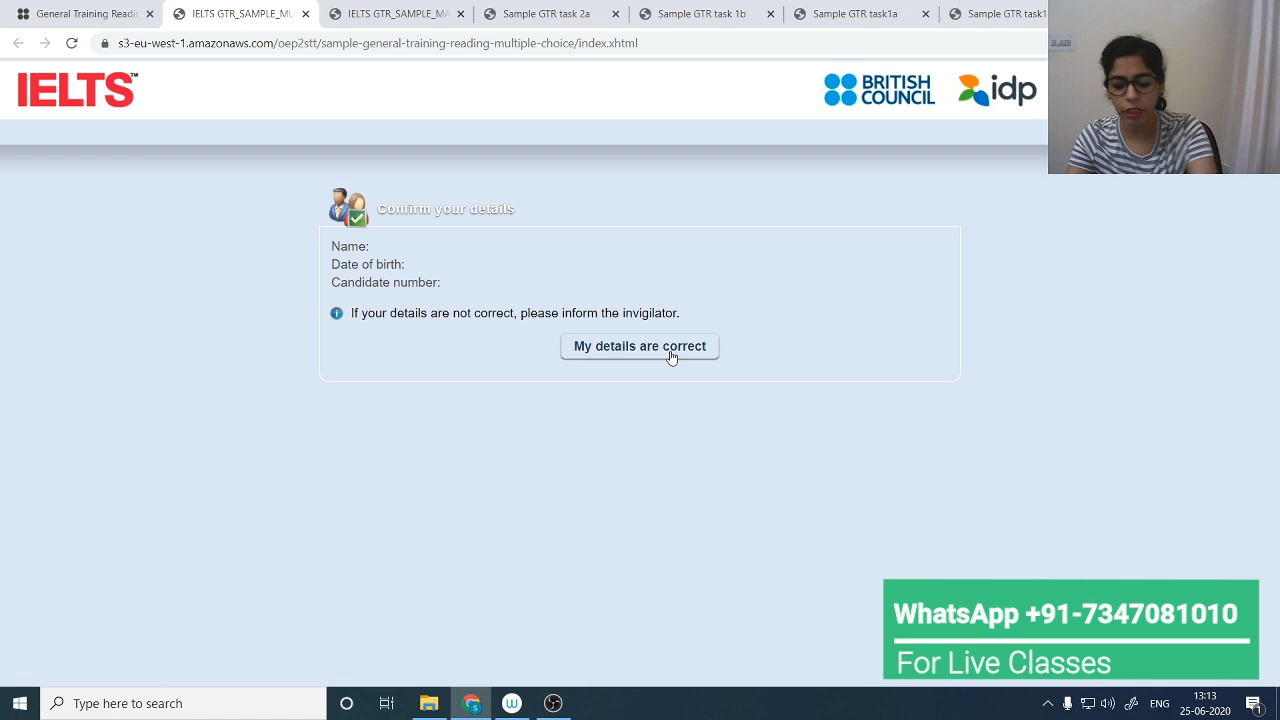 General Training Readi
IELTS GTR_SAMPLE_MU
IELTS GTR_SAMPLE_MA
Sample GTR task 2a
Sample GTR task 1b
Sample GTR task1a
Sample GTR task1
s3-eu-west-1.amazonaws.com/oep2stt/sample-general-training-reading-multiple-choice/index.xhtml
IELTS™
BRITISH
COUNCIL
idp
Confirm your details
Name:
Date of birth:
Candidate number:
If your details are not correct, please inform the invigilator.
My details are correct
WhatsApp +91-7347081010
For Live Classes
Type here to search
ENG
13:13
25-06-2020
1